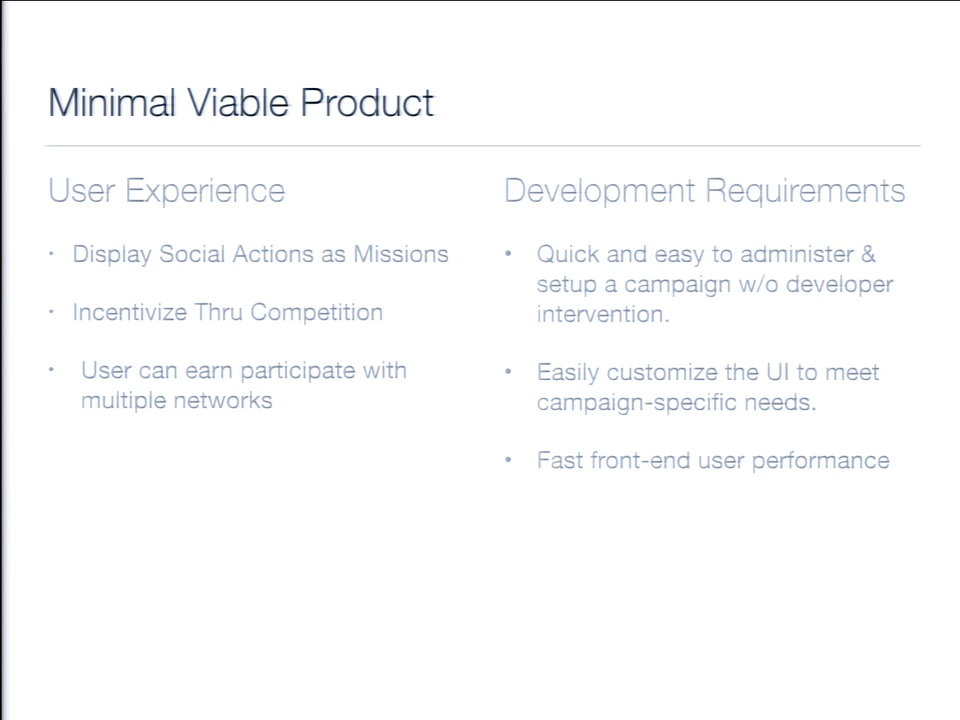 Minimal Viable Product
User Experience
· Display Social Actions as Missions
· Incentivize Thru Competition
· User can earn participate with
multiple networks
Development Requirements
• Quick and easy to administer &
setup a campaign w/o developer
intervention.
• Easily customize the UI to meet
campaign-specific needs.
• Fast front-end user performance